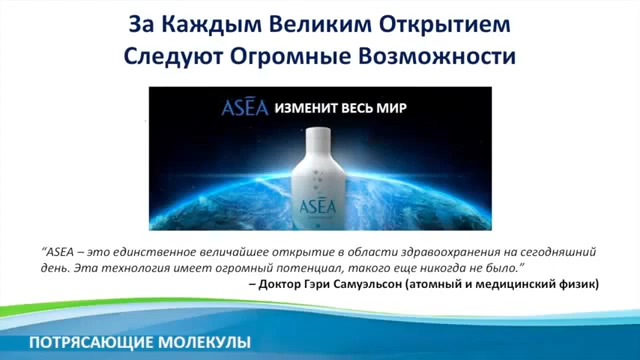 За Каждым Великим Открытием
Следуют Огромные Возможности
ASEA ИЗМЕНИТ ВЕСЬ МИР
ASEA
“ASEA – это единственное величайшее открытие в области здравоохранения на сегодняшний
день. Эта технология имеет огромный потенциал, такого еще никогда не было.”
– Доктор Гэри Самуэльсон (атомный и медицинский физик)
ПОТРЯСАЮЩИЕ МОЛЕКУЛЫ